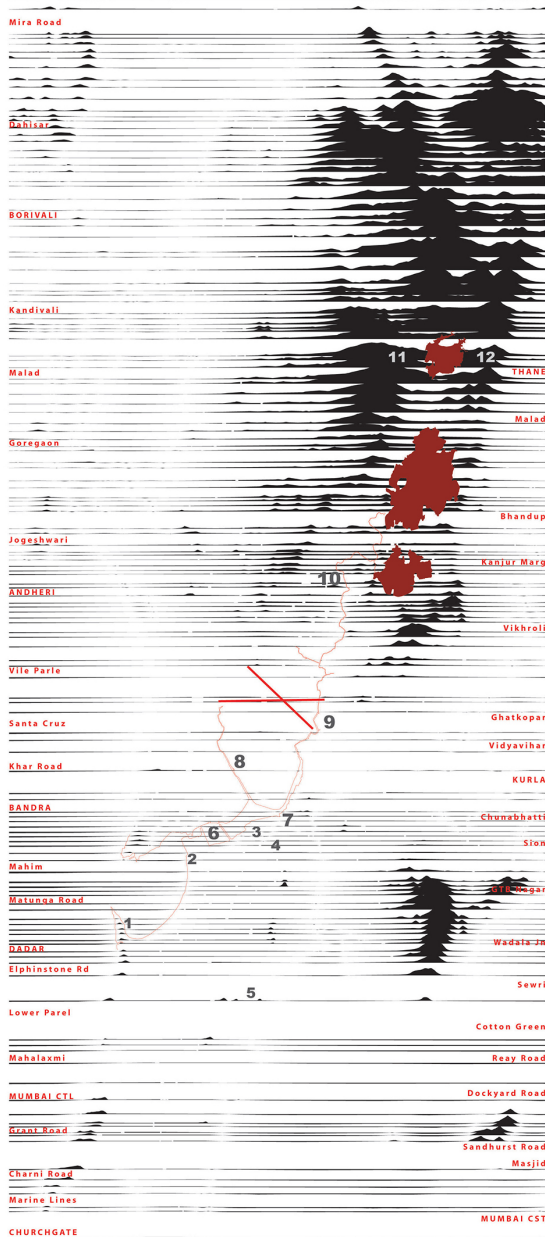 Mira Road
Dahisar
BORIVALI
Kandivali
11
12
Malad
THANE
Malad
Goregaon
Bhandup
Jogeshwari
Kanjur Marg
10
ANDHERI
Vikhroli
Vile Parle
Santa Cruz
9
Ghatkopar
Vidyavihar
8
Khar Road
KURLA
BANDRA
7
Chunabhatti
6
3
4
Sion
2
Mahim
GTB Nagar
Matunga Road
1
DADAR
Wadala Jn
Elphinstone Rd
Sewri
5
Lower Parel
Cotton Green
Mahalaxmi
Reay Road
MUMBAI CTL
Dockyard Road
Grant Road
Sandhurst Road
Masjid
Charni Road
Marine Lines
MUMBAI CST
CHURCHGATE